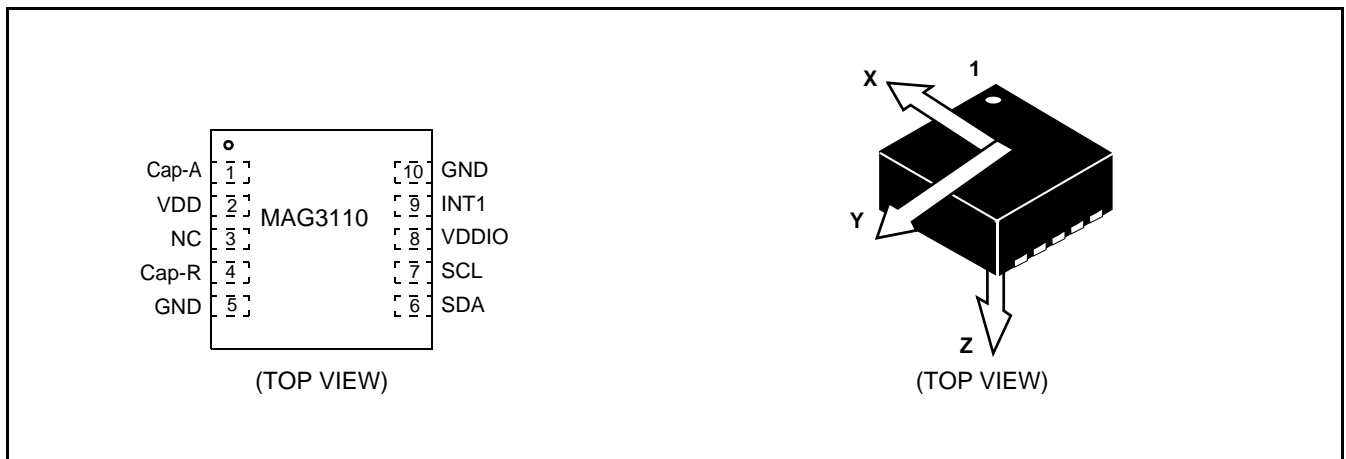 Cap-A 1 10 GND
VDD 2 9 INT1
MAG3110
NC 3 8 VDDIO
Cap-R 4 7 SCL
GND 5 6 SDA
(TOP VIEW)
X 1
Y
Z
(TOP VIEW)